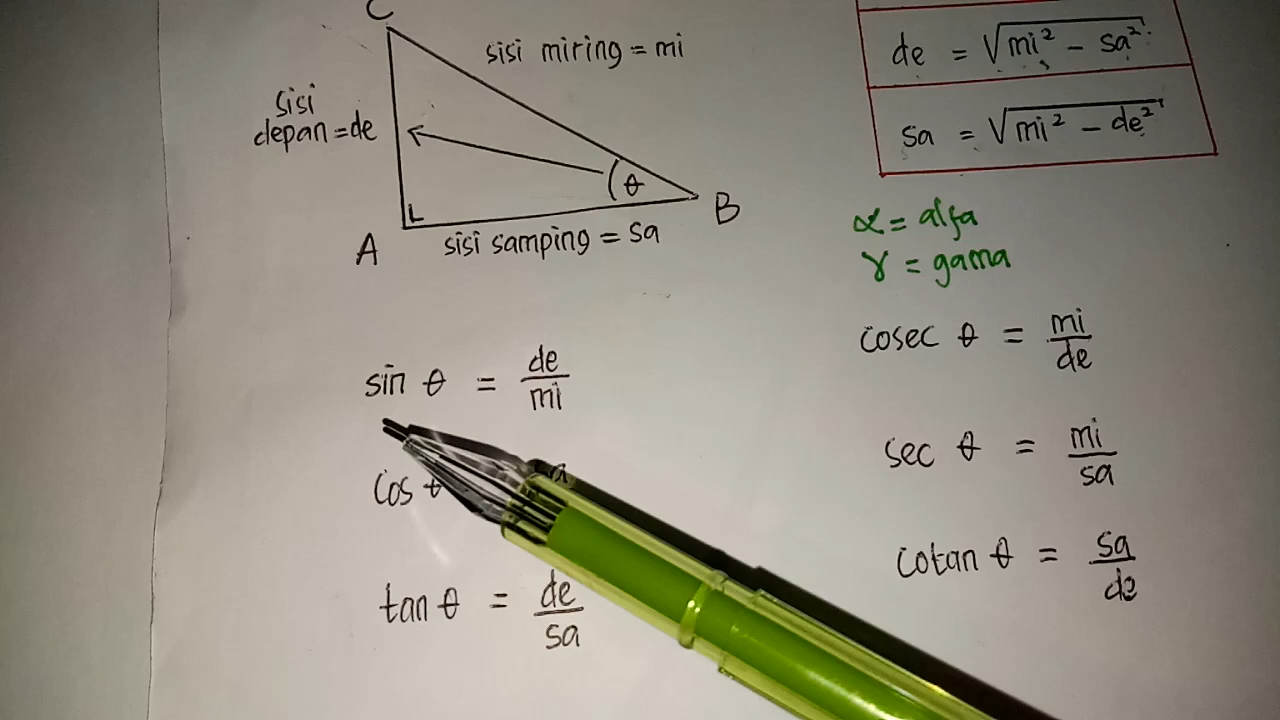 C
sisi miring = mi
sisi
depan = de
θ
B
A
sisi samping = sa
de = √mi² - sa²
sa = √mi² - de²
α = alfa
γ = gama
sin θ = de/mi
cos θ
a
tan θ = de/sa
cosec θ = mi/de
sec θ = mi/sa
cotan θ = sa/de